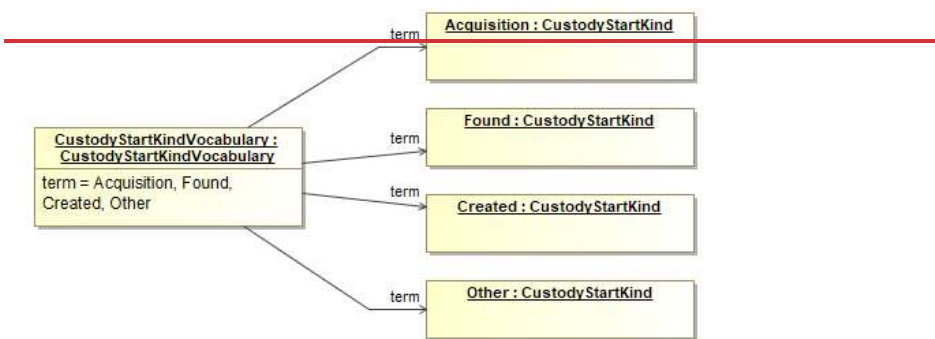 Acquisition : CustodyStartKind
term
Found : CustodyStartKind
term
CustodyStartKindVocabulary :
CustodyStartKindVocabulary
term = Acquisition, Found,
Created, Other
term
Created : CustodyStartKind
Other : CustodyStartKind
term